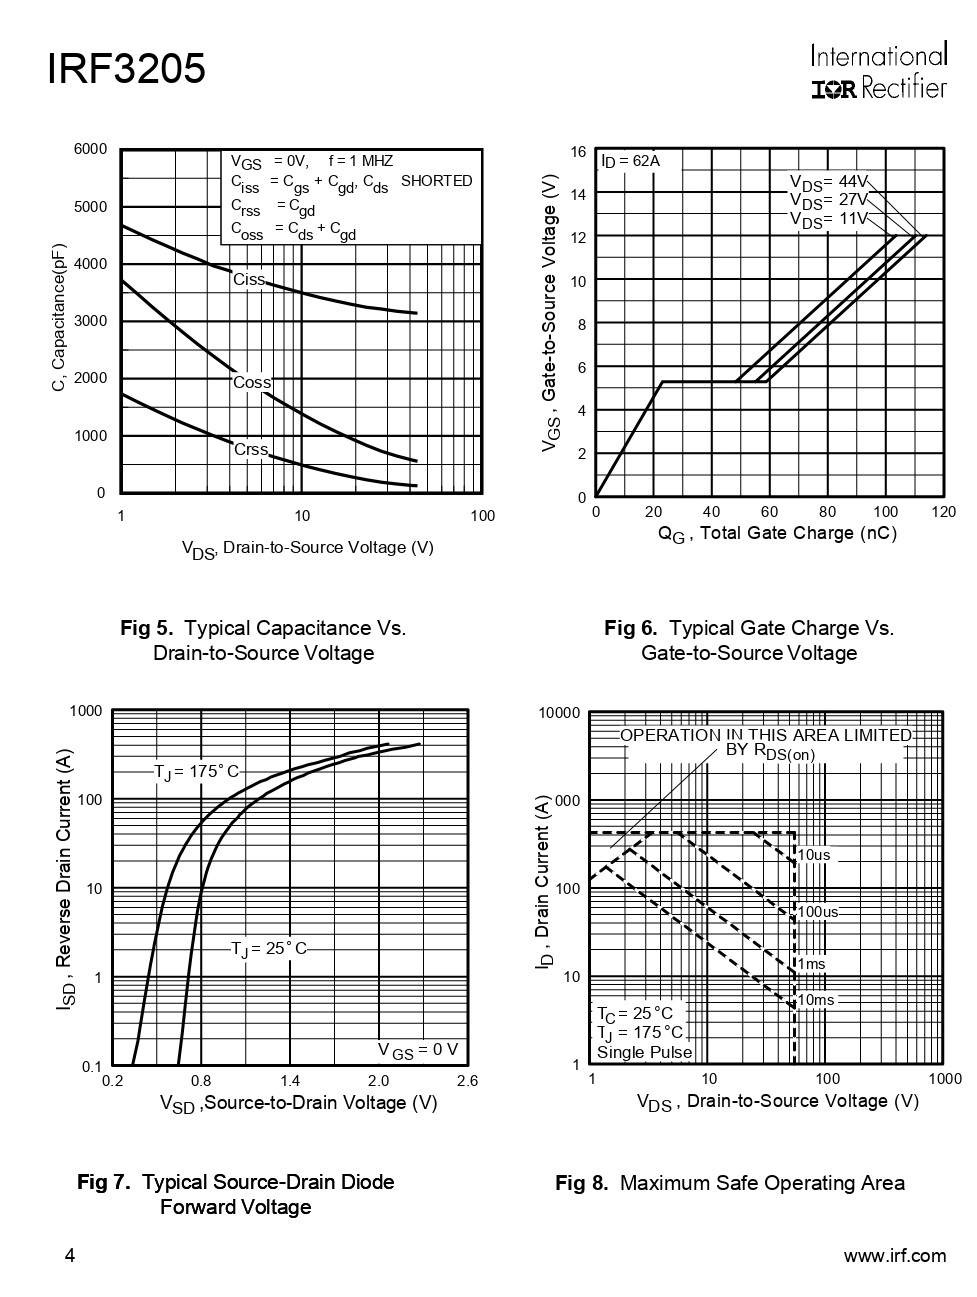 IRF3205
International
IOR Rectifier
6000
5000
4000
3000
2000
1000
0
1
10
100
VGS = 0V, f = 1 MHZ
Ciss = Cgs + Cgd, Cds SHORTED
Crss = Cgd
Coss = Cds + Cgd
Ciss
Coss
Crss
C, Capacitance(pF)
VDS, Drain-to-Source Voltage (V)
Fig 5. Typical Capacitance Vs.
Drain-to-Source Voltage
16
14
12
10
8
6
4
2
0
0
20
40
60
80
100
120
ID = 62A
VDS= 44V
VDS= 27V
VDS= 11V
VGS , Gate-to-Source Voltage (V)
QG , Total Gate Charge (nC)
Fig 6. Typical Gate Charge Vs.
Gate-to-Source Voltage
1000
100
10
1
0.1
0.2
0.8
1.4
2.0
2.6
TJ = 175°C
TJ = 25°C
VGS = 0 V
ISD , Reverse Drain Current (A)
VSD ,Source-to-Drain Voltage (V)
Fig 7. Typical Source-Drain Diode
Forward Voltage
10000
000
100
10
1
1
10
100
1000
OPERATION IN THIS AREA LIMITED
BY RDS(on)
10us
100us
1ms
10ms
TC = 25°C
TJ = 175°C
Single Pulse
ID , Drain Current (A)
VDS , Drain-to-Source Voltage (V)
Fig 8. Maximum Safe Operating Area
4
www.irf.com